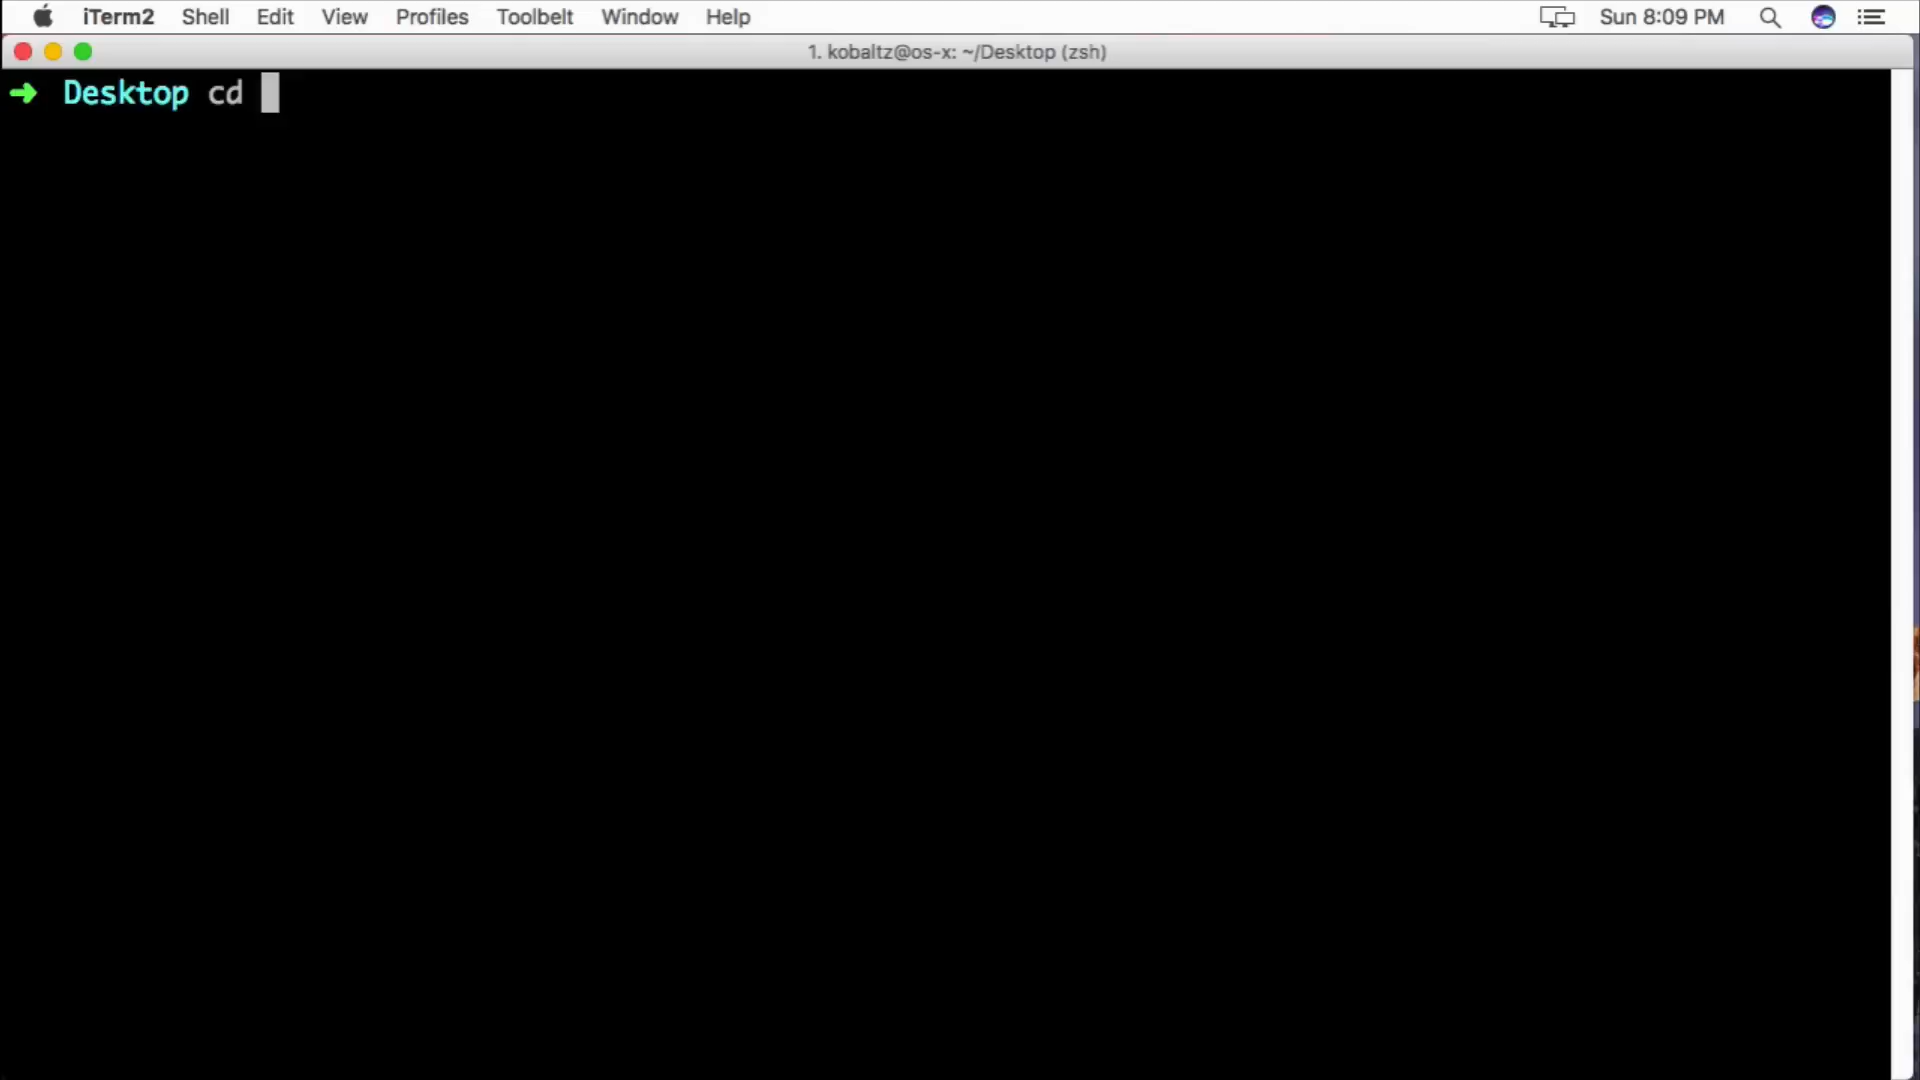 iTerm2 Shell Edit View Profiles Toolbelt Window Help Sun 8:09 PM
1. kobaltz@os-x: ~/Desktop (zsh)
➜ Desktop cd